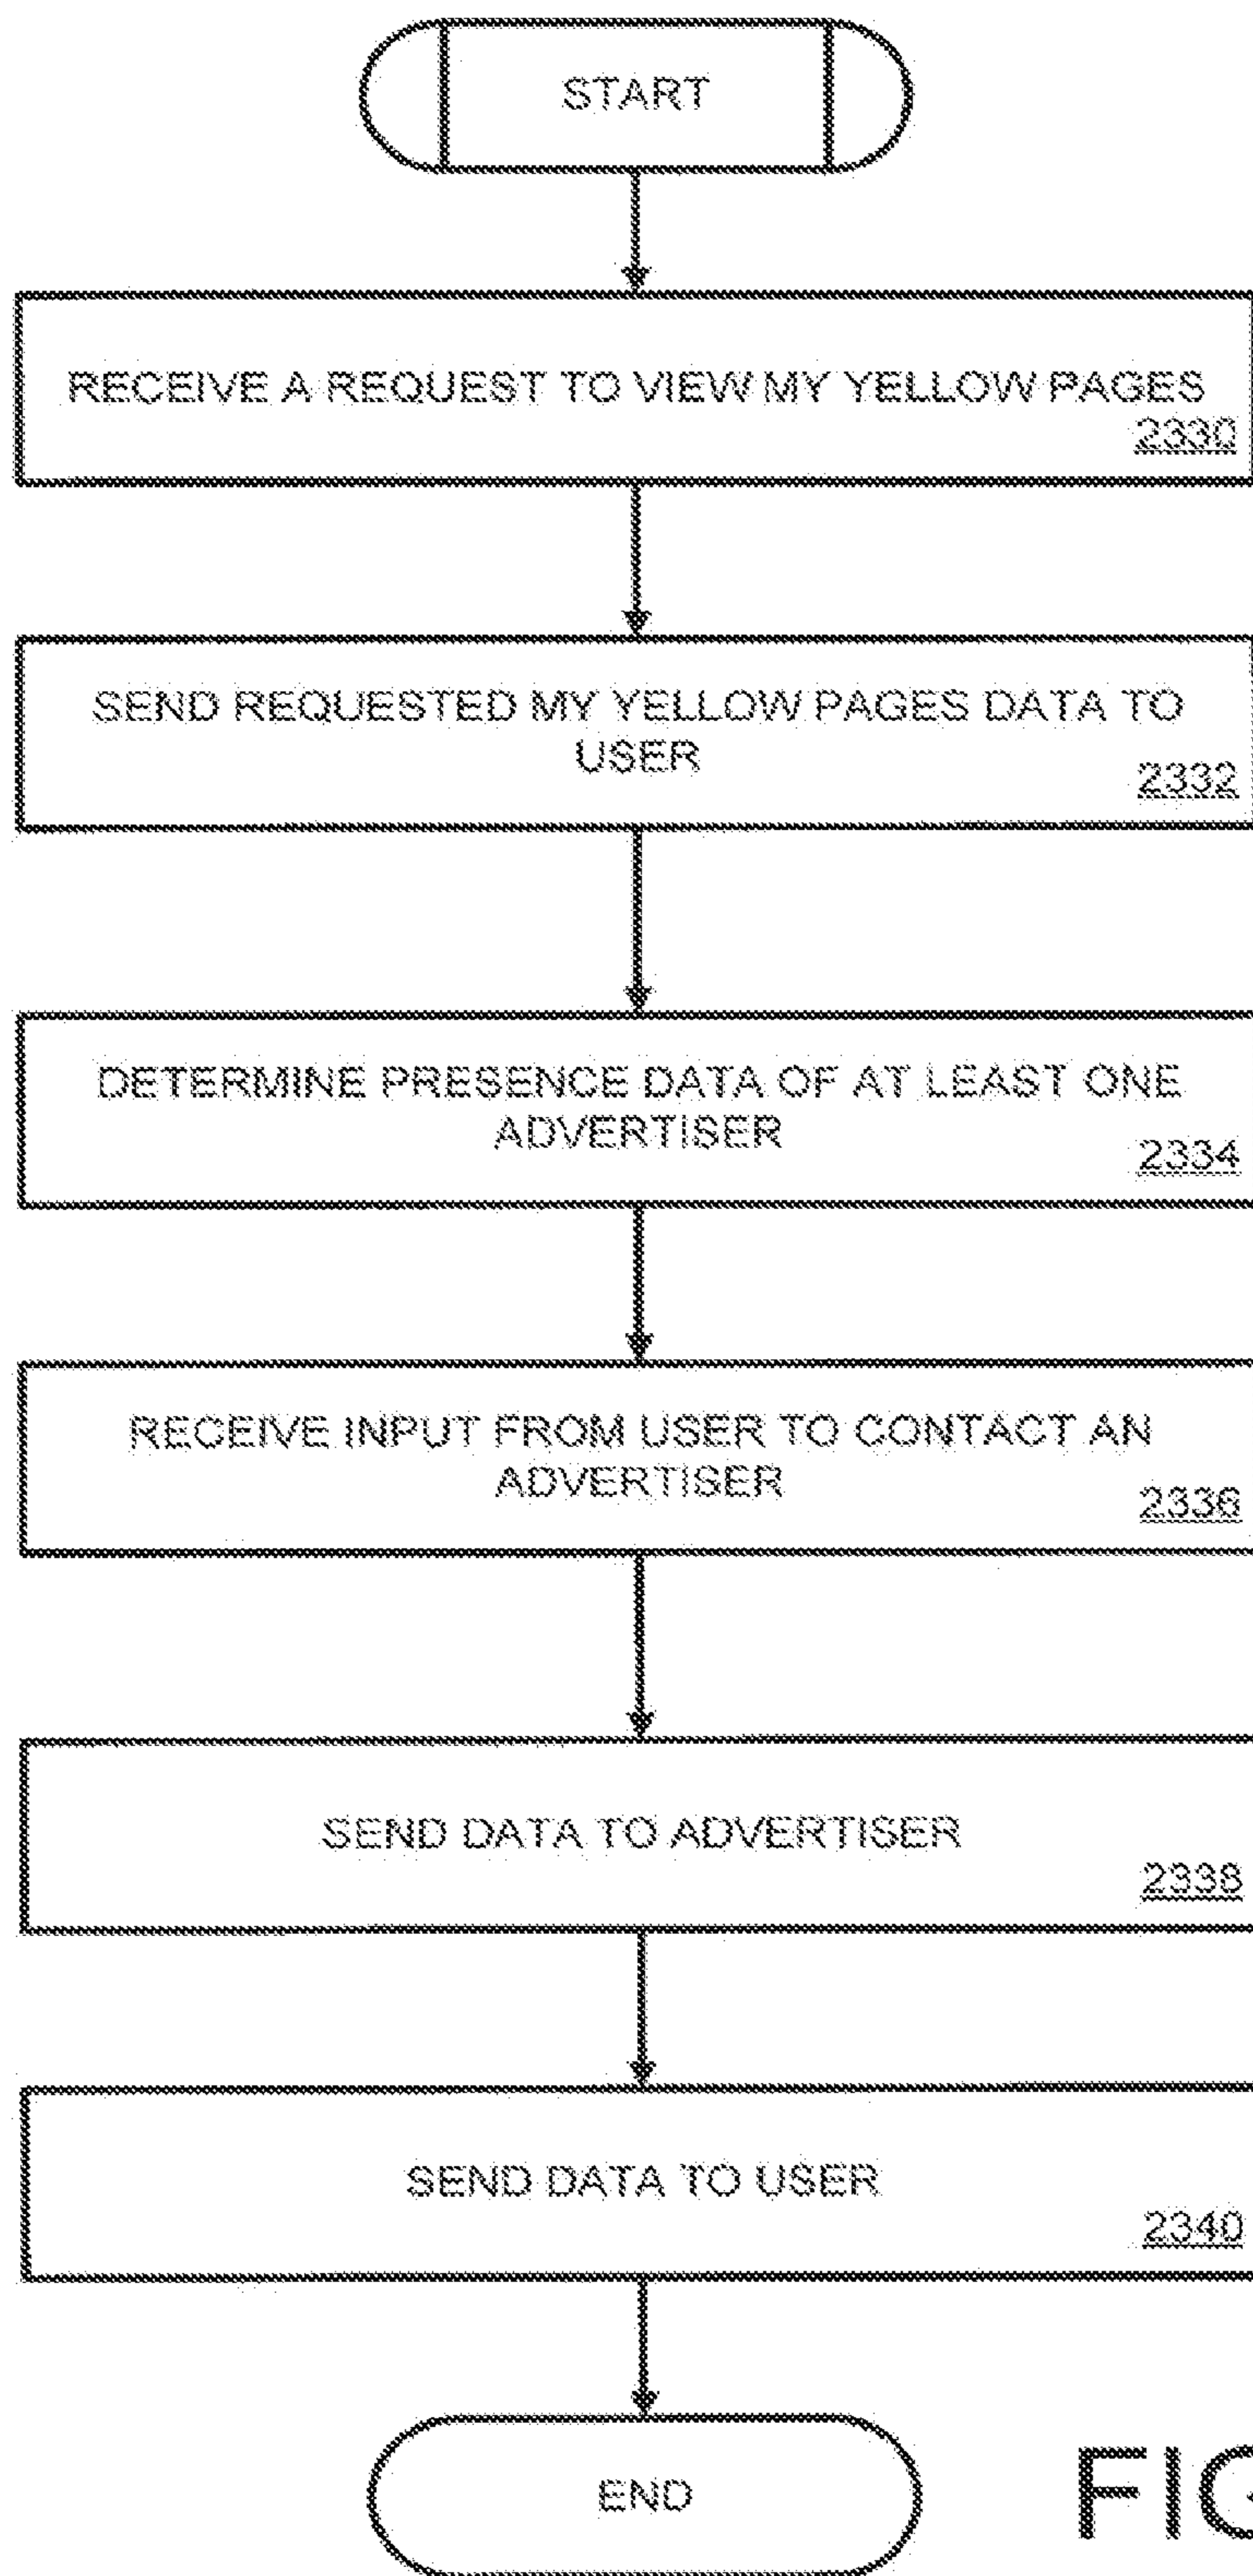 START
RECEIVE A REQUEST TO VIEW MY YELLOW PAGES
2330
SEND REQUESTED MY YELLOW PAGES DATA TO
USER
2332
DETERMINE PRESENCE DATA OF AT LEAST ONE
ADVERTISER
2334
RECEIVE INPUT FROM USER TO CONTACT AN
ADVERTISER
2336
SEND DATA TO ADVERTISER
2338
SEND DATA TO USER
2340
END